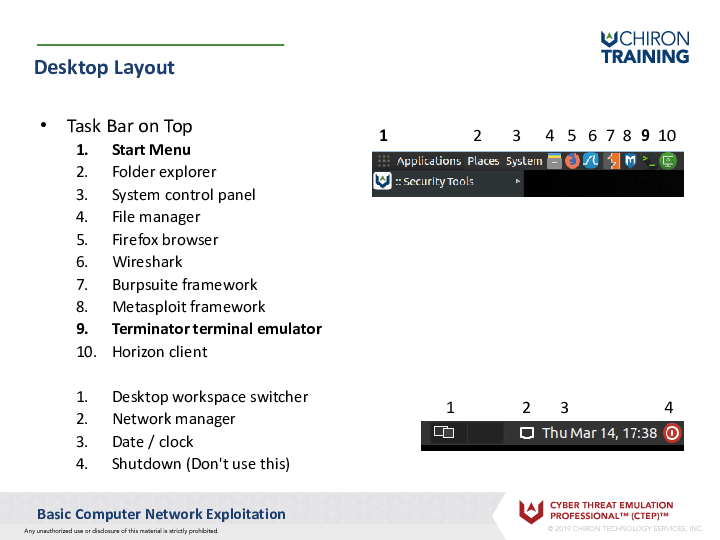 CHIRON
TRAINING
Desktop Layout
• Task Bar on Top
1. Start Menu
2. Folder explorer
3. System control panel
4. File manager
5. Firefox browser
6. Wireshark
7. Burpsuite framework
8. Metasploit framework
9. Terminator terminal emulator
10. Horizon client
1 2 3 4 5 6 7 8 9 10
Applications Places System
:: Security Tools
1. Desktop workspace switcher
2. Network manager
3. Date / clock
4. Shutdown (Don't use this)
1 2 3 4
Thu Mar 14, 17:38
Basic Computer Network Exploitation
Any unauthorized use or disclosure of this material is strictly prohibited.
CYBER THREAT EMULATION
PROFESSIONAL™ (CTEP)™
© 2019 CHIRON TECHNOLOGY SERVICES, INC.